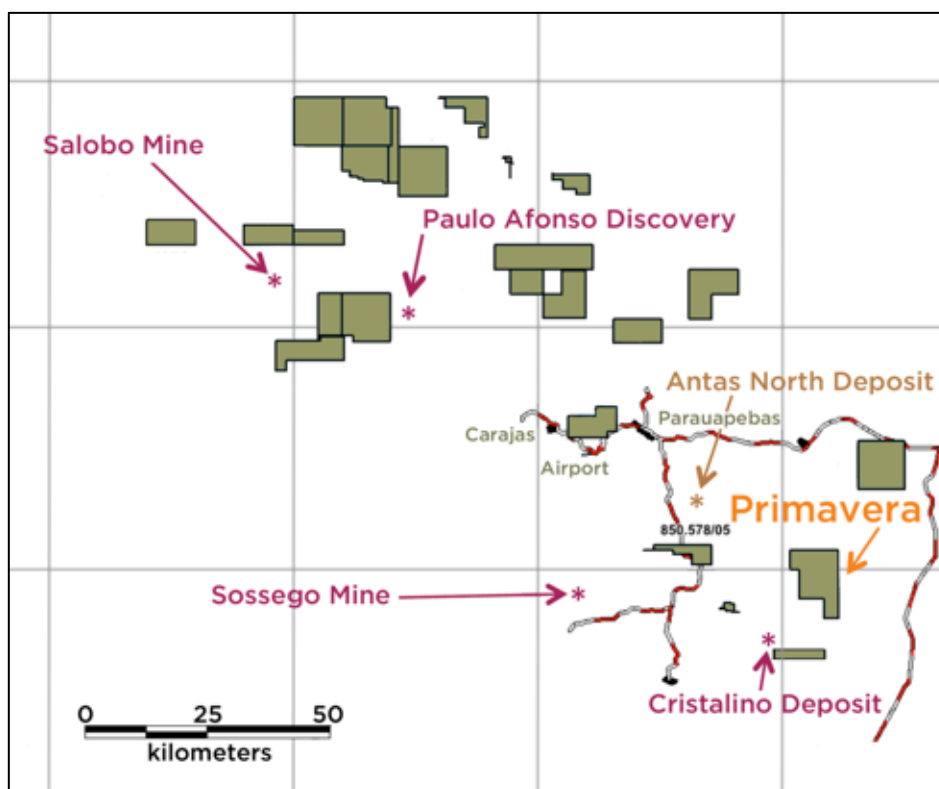 Salobo Mine
Paulo Afonso Discovery
Antas North Deposit
Carajas
Parauapebas
Airport
Primavera
850.578/05
Sossego Mine
Cristalino Deposit
0 25 50
kilometers